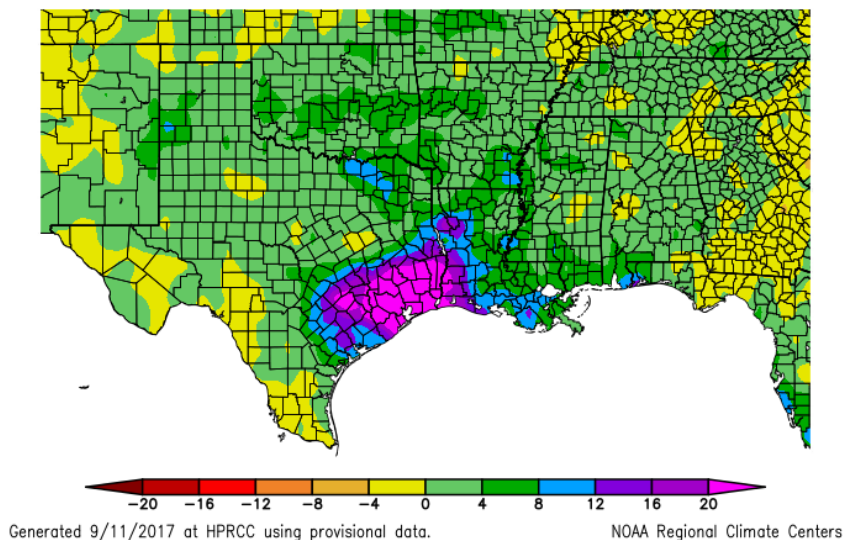 -20 -16 -12 -8 -4 0 4 8 12 16 20
Generated 9/11/2017 at HPRCC using provisional data. NOAA Regional Climate Centers